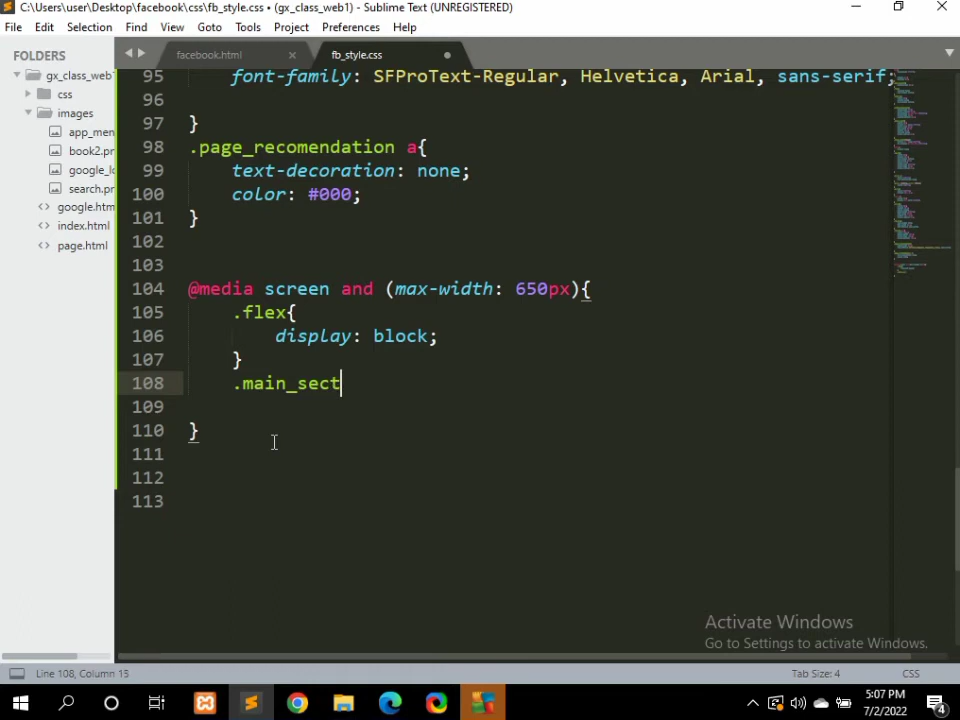 C:\Users\user\Desktop\facebook\css\fb_style.css • (gx_class_web1) - Sublime Text (UNREGISTERED)
File Edit Selection Find View Goto Tools Project Preferences Help
FOLDERS
gx_class_web1
css
images
app_men
book2.pr
google_lo
search.pr
google.htm
index.html
page.html
facebook.html
fb_style.css
95 font-family: SFProText-Regular, Helvetica, Arial, sans-serif;
96
97 }
98 .page_recomendation a{
99 text-decoration: none;
100 color: #000;
101 }
102
103
104 @media screen and (max-width: 650px){
105 .flex{
106 display: block;
107 }
108 .main_sect
109
110 }
111
112
113
Activate Windows
Go to Settings to activate Windows.
Line 108, Column 15
Tab Size: 4
CSS
5:07 PM
7/2/2022
4